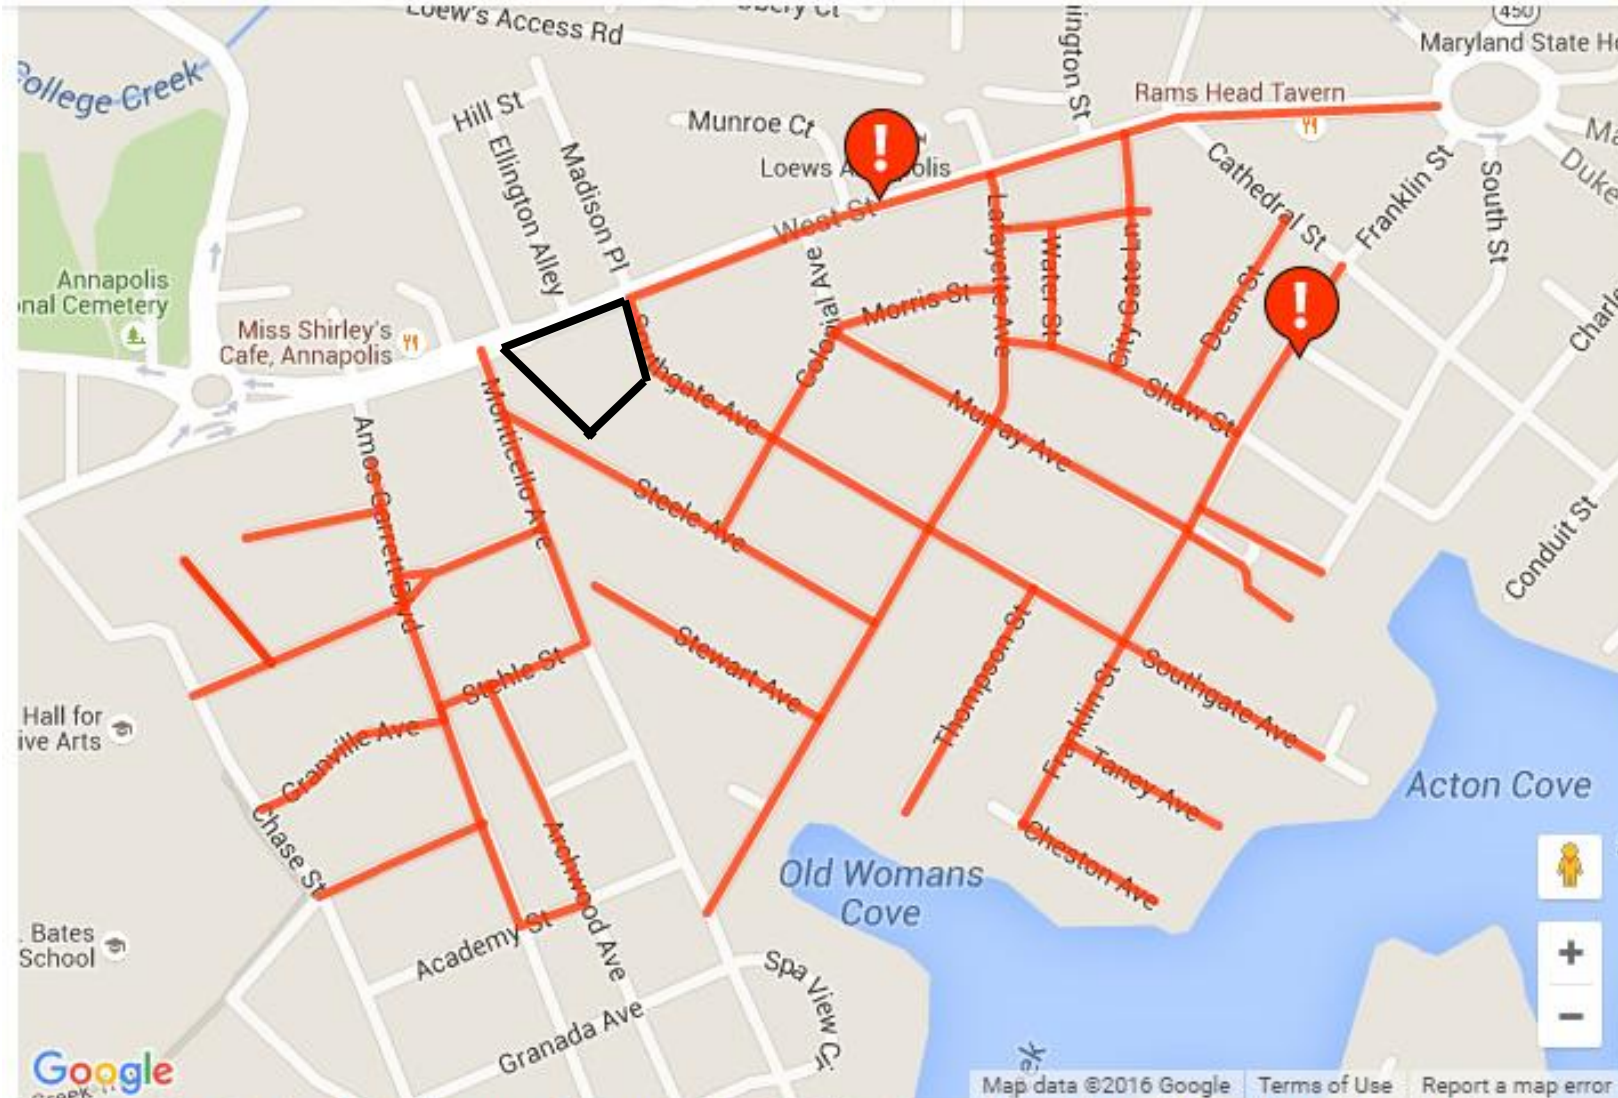 Loew's Access Rd
Ct
ington St
450
Maryland State
College Creek
Rams Head Tavern
Hill St
Munroe Ct
Ellington Alley
Madison Pl
Loews
Cathedral St
Franklin St
South St
Duke
West St
Annapolis
nal Cemetery
Miss Shirley's
Cafe, Annapolis
Colonial Ave
Lafayette Ave
Water St
City Gate Ln
Dean St
Morris St
Southgate Ave
Shaw St
Monticello Ave
Amos Garrett Blvd
Murray Ave
Steele Ave
Conduit St
Stewart Ave
Stehle St
Thompson St
Southgate Ave
Hall for
ive Arts
Granville Ave
Franklin St
Taney Ave
Acton Cove
Chase St
Archwood Ave
Cheston Ave
Old Womans
Cove
. Bates
School
Academy St
Spa View Cir
Granada Ave
+
−
Google
Map data ©2016 Google
Terms of Use
Report a map error